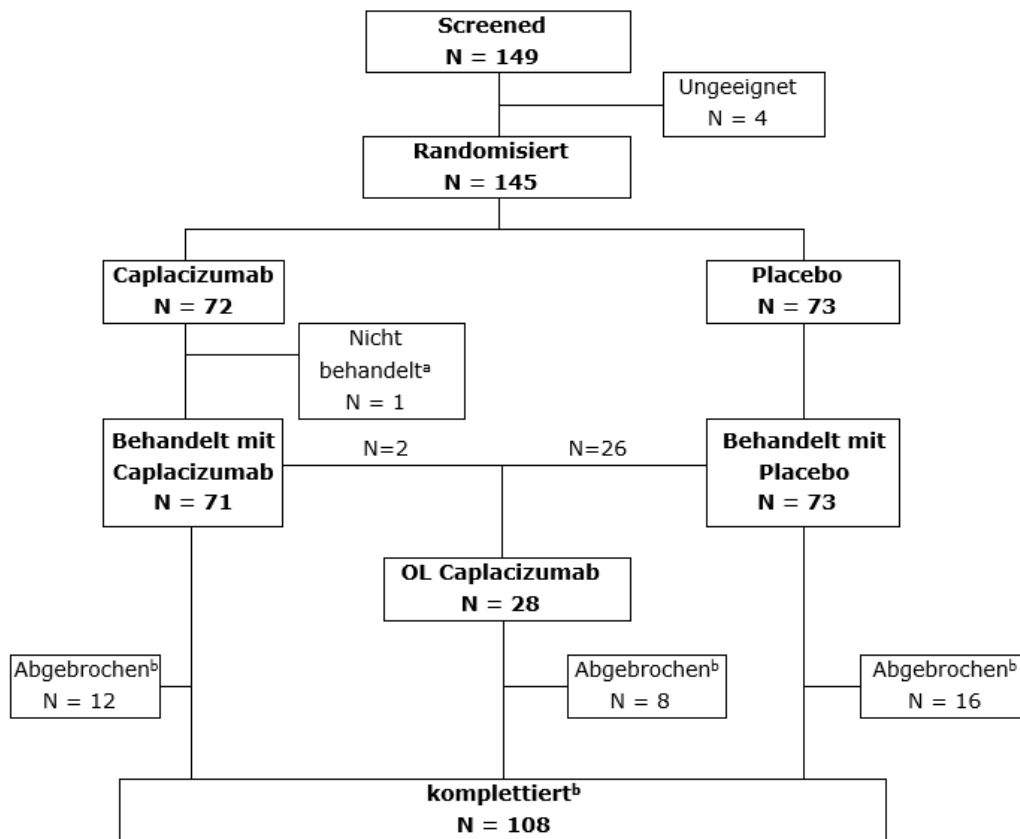 Screened
N = 149
Ungeeignet
N = 4
Randomisiert
N = 145
Caplacizumab
N = 72
Placebo
N = 73
Nicht
behandeltᵃ
N = 1
Behandelt mit
Caplacizumab
N = 71
N=2
N=26
Behandelt mit
Placebo
N = 73
OL Caplacizumab
N = 28
Abgebrochenᵇ
N = 12
Abgebrochenᵇ
N = 8
Abgebrochenᵇ
N = 16
komplettiertᵇ
N = 108